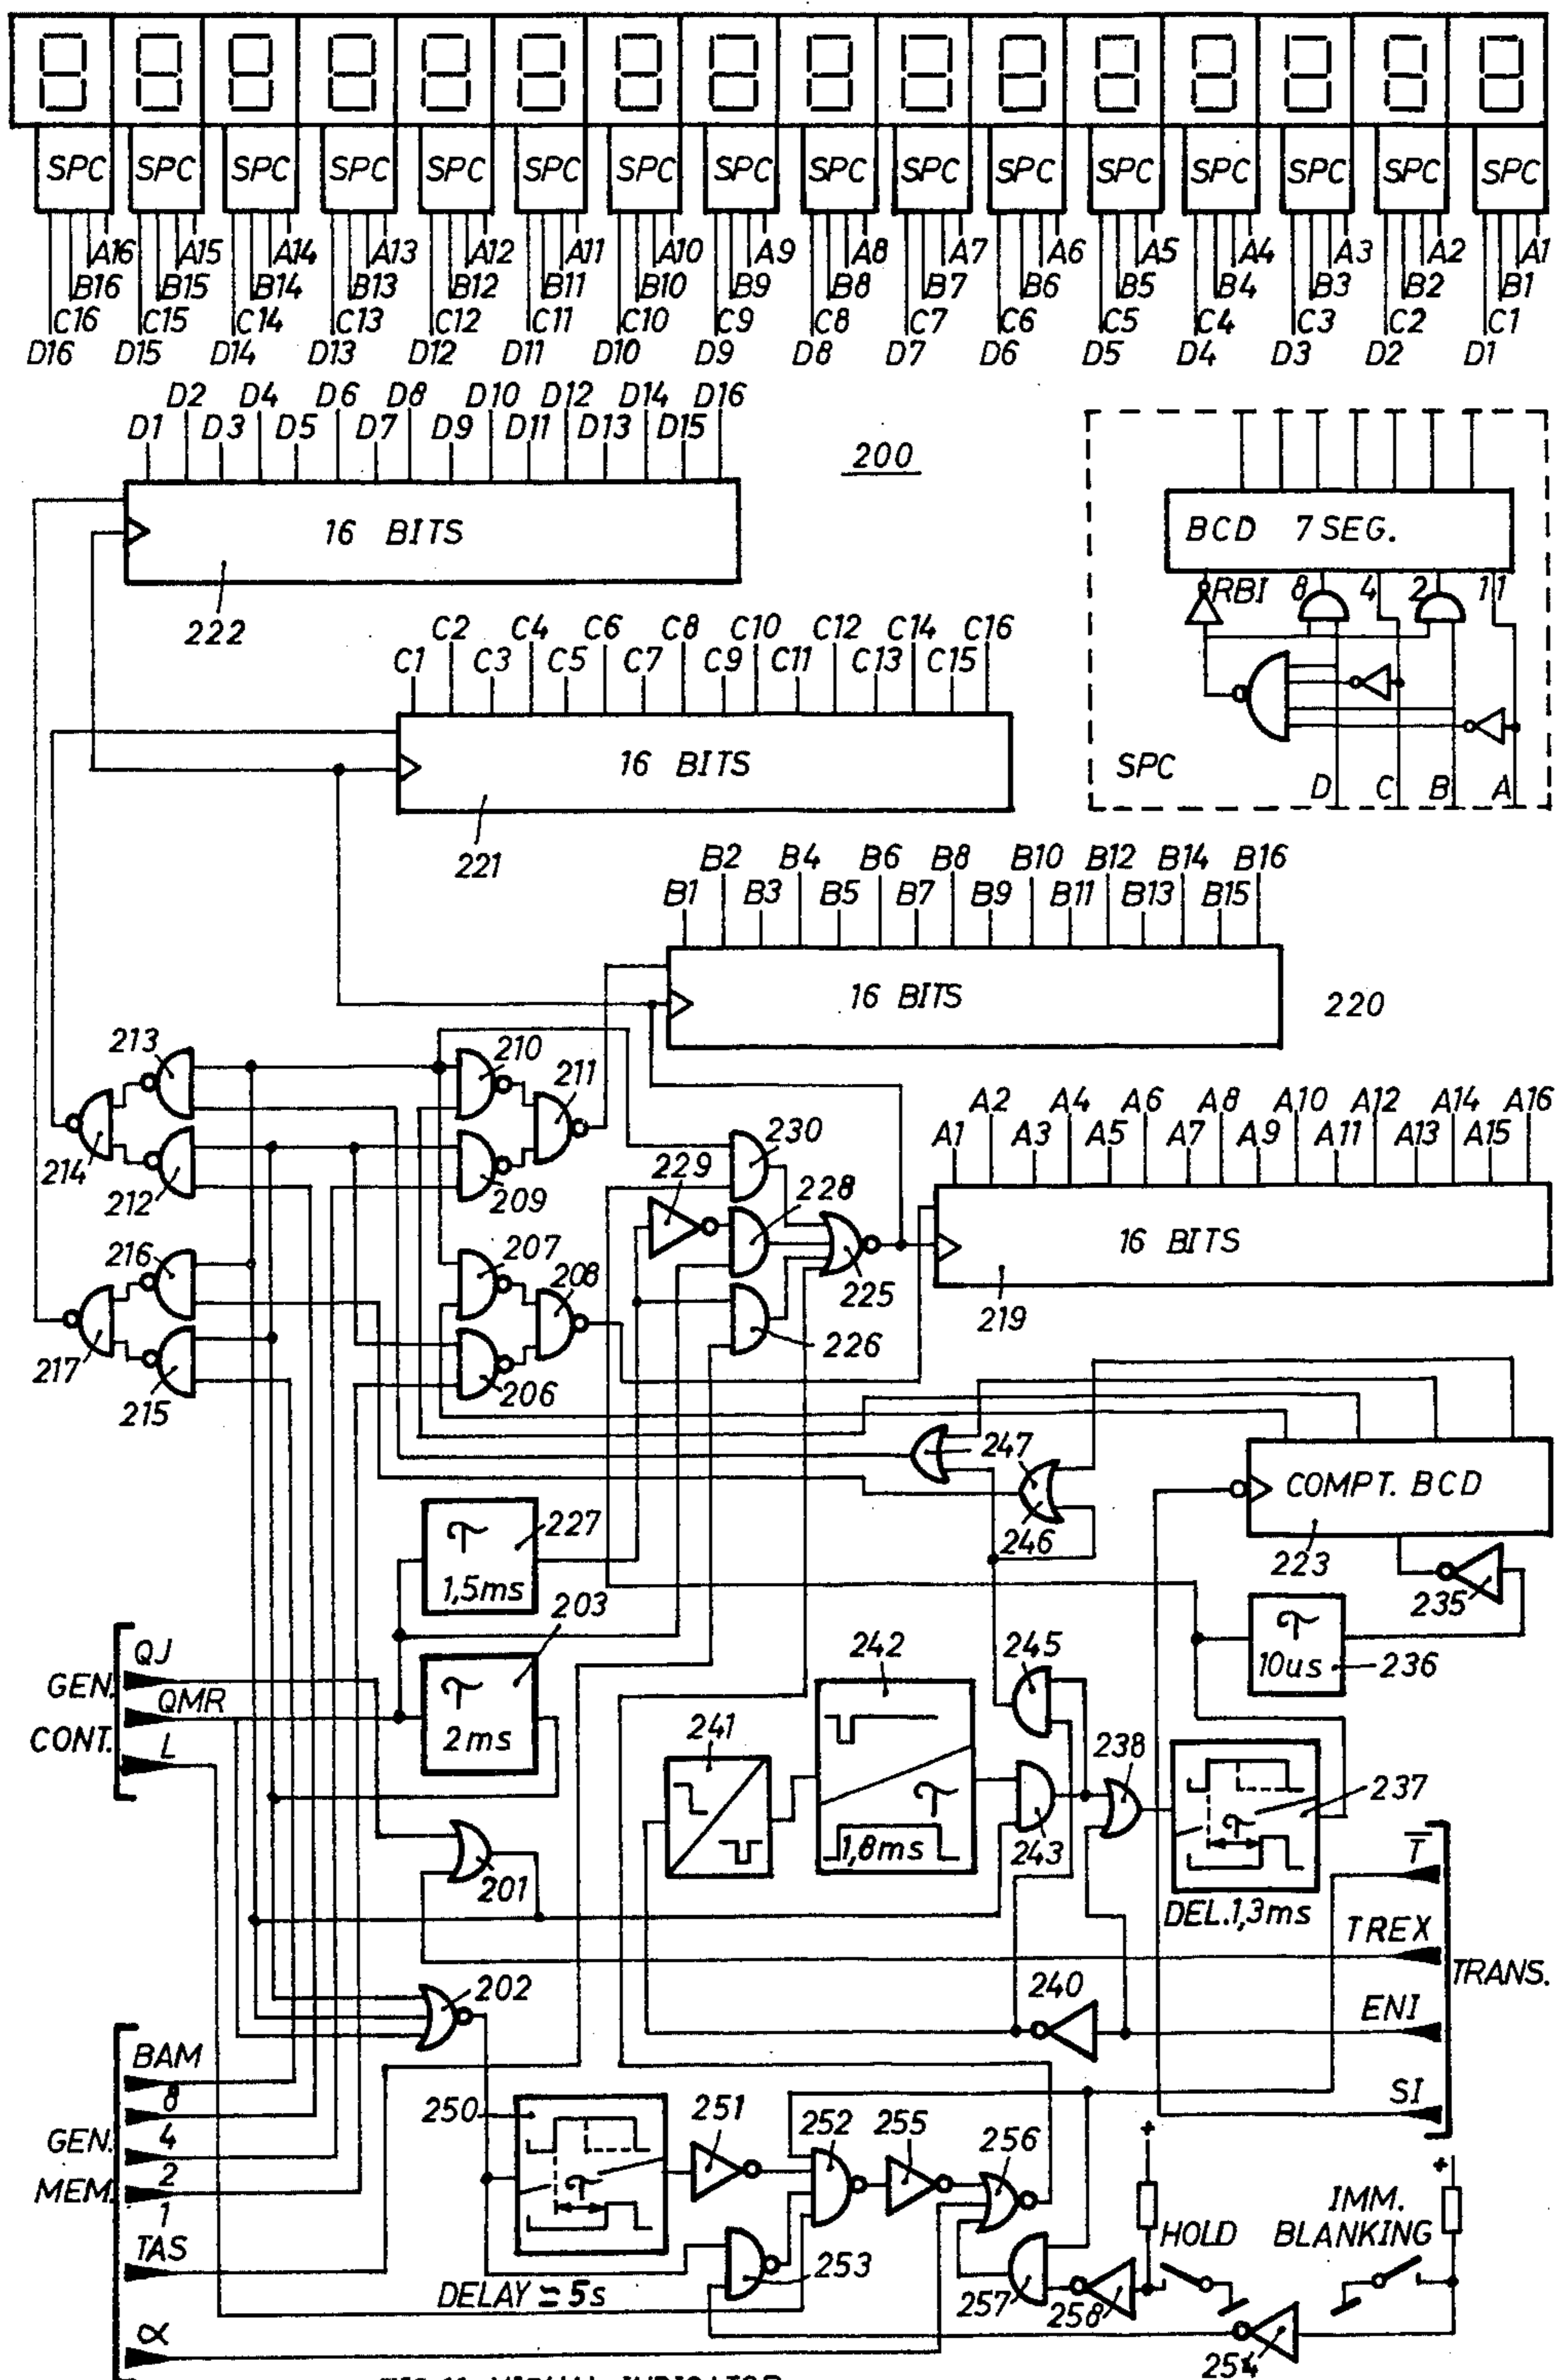 SPC SPC SPC SPC SPC SPC SPC SPC SPC SPC SPC SPC SPC SPC SPC SPC
A16 A15 A14 A13 A12 A11 A10 A9 A8 A7 A6 A5 A4 A3 A2 A1
B16 B15 B14 B13 B12 B11 B10 B9 B8 B7 B6 B5 B4 B3 B2 B1
C16 C15 C14 C13 C12 C11 C10 C9 C8 C7 C6 C5 C4 C3 C2 C1
D16 D15 D14 D13 D12 D11 D10 D9 D8 D7 D6 D5 D4 D3 D2 D1
D2 D4 D6 D8 D10 D12 D14 D16
D1 D3 D5 D7 D9 D11 D13 D15
200
16 BITS
222
BCD 7 SEG.
RBI 8 4 2 1
SPC
D C B A
C2 C4 C6 C8 C10 C12 C14 C16
C1 C3 C5 C7 C9 C11 C13 C15
16 BITS
221
B2 B4 B6 B8 B10 B12 B14 B16
B1 B3 B5 B7 B9 B11 B13 B15
16 BITS
220
213
210
211
214
212
209
230
229
228
A2 A4 A6 A8 A10 A12 A14 A16
A1 A3 A5 A7 A9 A11 A13 A15
16 BITS
219
216
207
208
225
226
217
215
206
247
246
COMPT. BCD
223
235
τ
1,5ms
227
203
τ
2ms
τ
10us
236
GEN.
CONT.
QJ
QMR
L
242
245
241
τ
1,8ms
243
238
τ
237
DEL.1,3ms
201
T̅
TREX
ENI
SI
TRANS.
202
240
GEN.
MEM.
BAM
8
4
2
1
TAS
α
250
τ
DELAY ≃ 5s
251
252
255
256
253
257
258
+
HOLD
IMM.
BLANKING
+
254